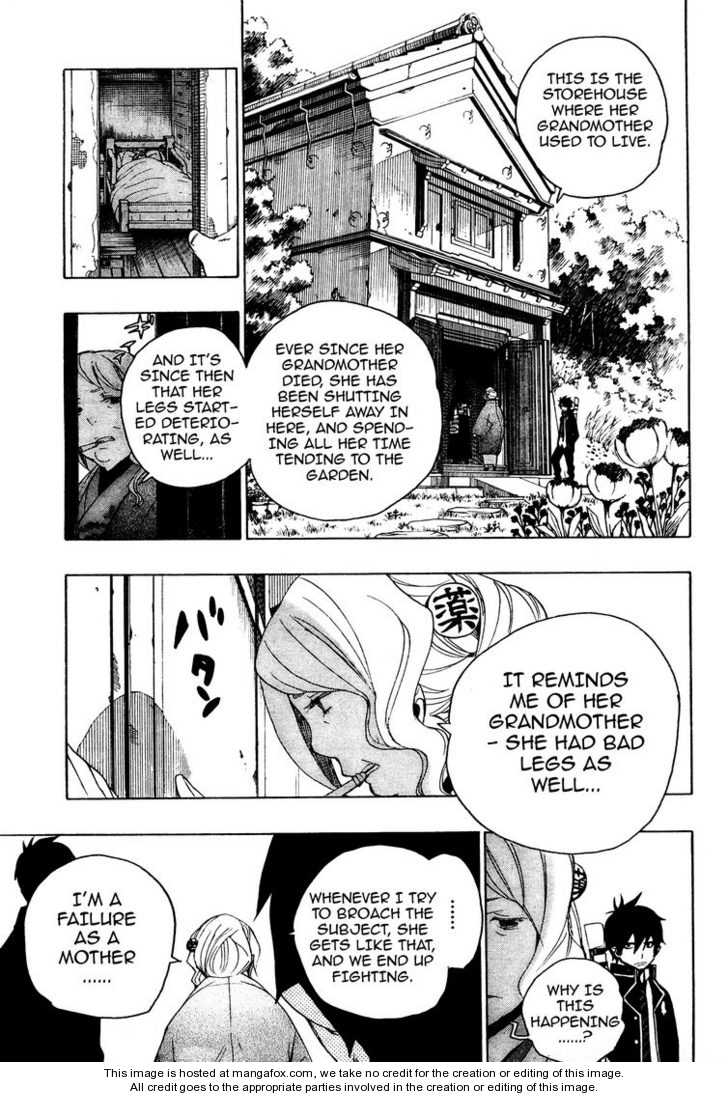 THIS IS THE
STOREHOUSE
WHERE HER
GRANDMOTHER
USED TO LIVE.
EVER SINCE HER
GRANDMOTHER
DIED, SHE HAS
BEEN SHUTTING
HERSELF AWAY IN
HERE, AND SPEND-
ING ALL HER TIME
TENDING TO THE
GARDEN.
AND IT'S
SINCE THEN
THAT HER
LEGS START-
ED DETERIO-
RATING, AS
WELL...
薬
IT REMINDS
ME OF HER
GRANDMOTHER
- SHE HAD BAD
LEGS AS
WELL...
バタン
WHY IS
THIS
HAPPENING
.......?
......
WHENEVER I TRY
TO BROACH THE
SUBJECT, SHE
GETS LIKE THAT,
AND WE END UP
FIGHTING.
I'M A
FAILURE
AS A
MOTHER
......
This image is hosted at mangafox.com, we take no credit for the creation or editing of this image.
All credit goes to the appropriate parties involved in the creation or editing of this image.